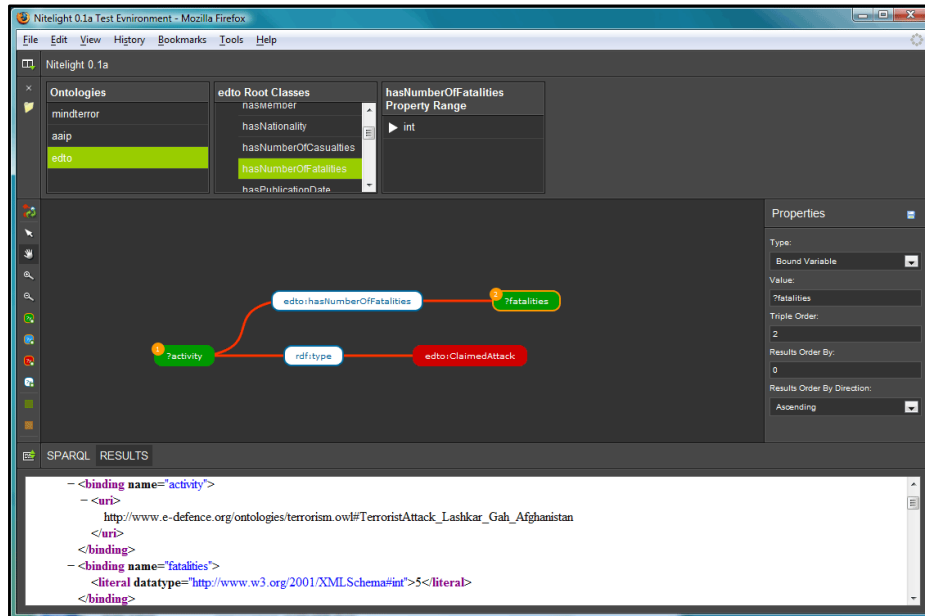 Nitelight 0.1a Test Evnironment - Mozilla Firefox
File Edit View History Bookmarks Tools Help
Nitelight 0.1a
Ontologies
mindterror
aaip
edto
edto Root Classes
hasMember
hasNationality
hasNumberOfCasualties
hasNumberOfFatalities
hasPublicationDate
hasNumberOfFatalities
Property Range
int
edto:hasNumberOfFatalities
2
?fatalities
1
?activity
rdf:type
edto:ClaimedAttack
Properties
Type:
Bound Variable
Value:
?fatalities
Triple Order:
2
Results Order By:
0
Results Order By Direction:
Ascending
SPARQL RESULTS
− <binding name="activity">
− <uri>
http://www.e-defence.org/ontologies/terrorism.owl#TerroristAttack_Lashkar_Gah_Afghanistan
</uri>
</binding>
− <binding name="fatalities">
<literal datatype="http://www.w3.org/2001/XMLSchema#int">5</literal>
</binding>